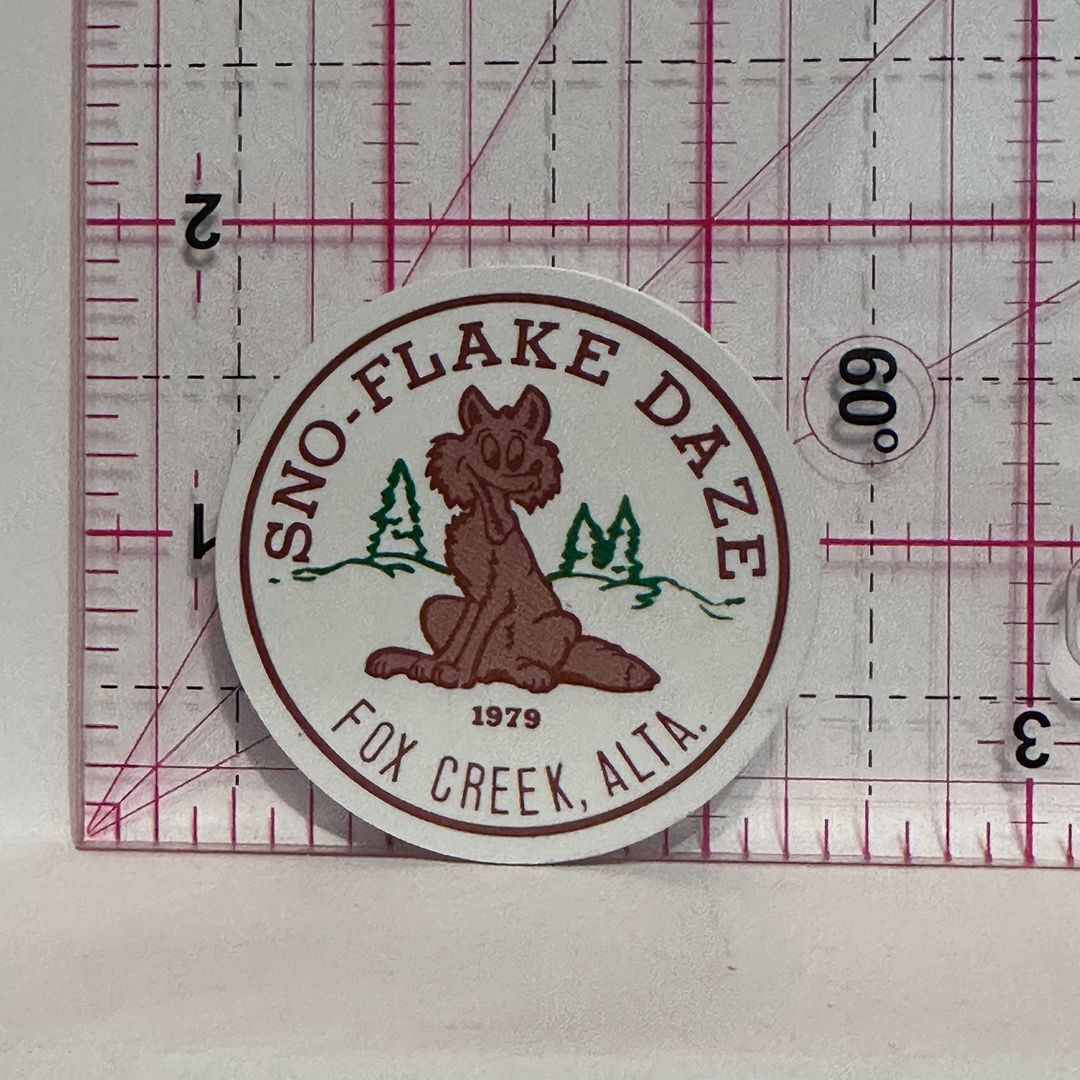 2
SNO-FLAKE DAZE
60°
1
1979
3
FOX CREEK, ALTA.